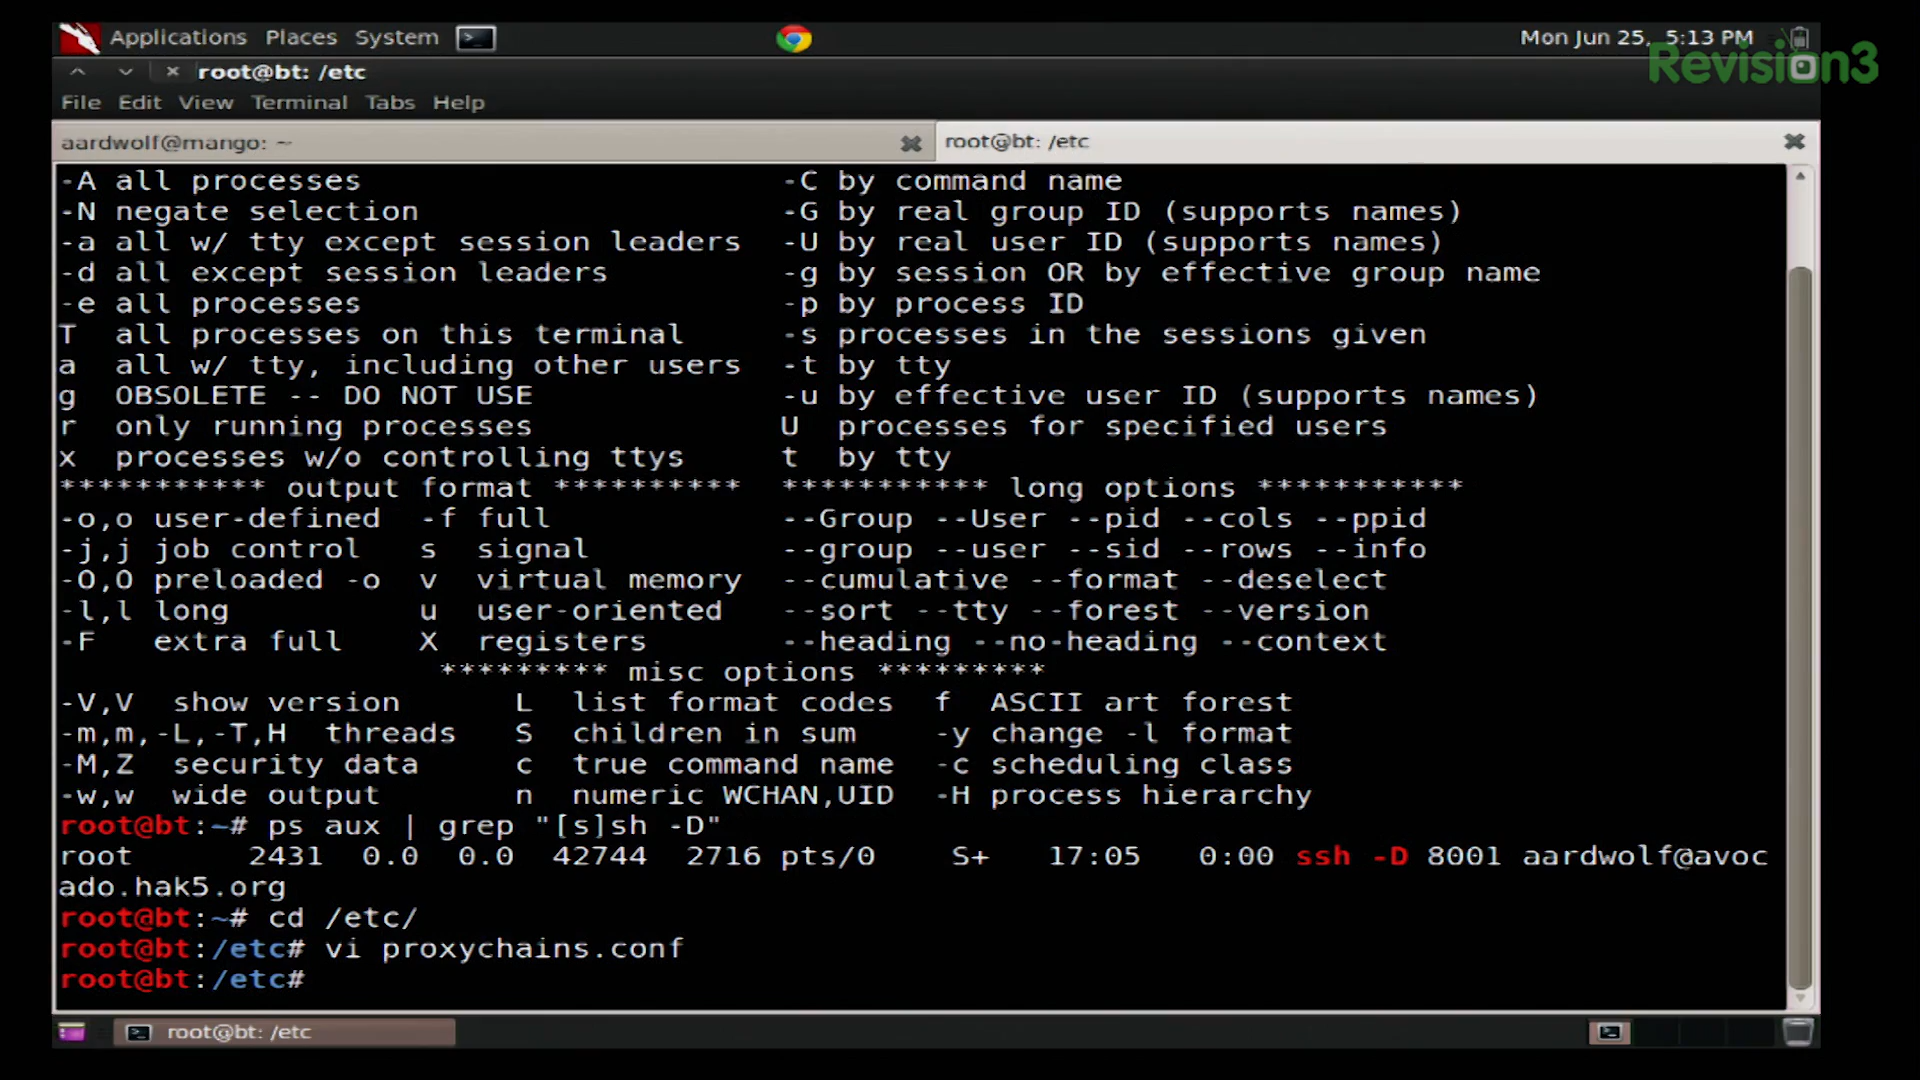 Applications Places System
Mon Jun 25, 5:13 PM
Revision3
root@bt: /etc
File Edit View Terminal Tabs Help
aardwolf@mango: ~
root@bt: /etc
-A all processes -C by command name
-N negate selection -G by real group ID (supports names)
-a all w/ tty except session leaders -U by real user ID (supports names)
-d all except session leaders -g by session OR by effective group name
-e all processes -p by process ID
T all processes on this terminal -s processes in the sessions given
a all w/ tty, including other users -t by tty
g OBSOLETE -- DO NOT USE -u by effective user ID (supports names)
r only running processes U processes for specified users
x processes w/o controlling ttys t by tty
*********** output format ********** *********** long options ***********
-o,o user-defined -f full --Group --User --pid --cols --ppid
-j,j job control s signal --group --user --sid --rows --info
-O,O preloaded -o v virtual memory --cumulative --format --deselect
-l,l long u user-oriented --sort --tty --forest --version
-F extra full X registers --heading --no-heading --context
********* misc options *********
-V,V show version L list format codes f ASCII art forest
-m,m,-L,-T,H threads S children in sum -y change -l format
-M,Z security data c true command name -c scheduling class
-w,w wide output n numeric WCHAN,UID -H process hierarchy
root@bt:~# ps aux | grep "[s]sh -D"
root 2431 0.0 0.0 42744 2716 pts/0 S+ 17:05 0:00 ssh -D 8001 aardwolf@avoc
ado.hak5.org
root@bt:~# cd /etc/
root@bt:/etc# vi proxychains.conf
root@bt:/etc#
root@bt: /etc